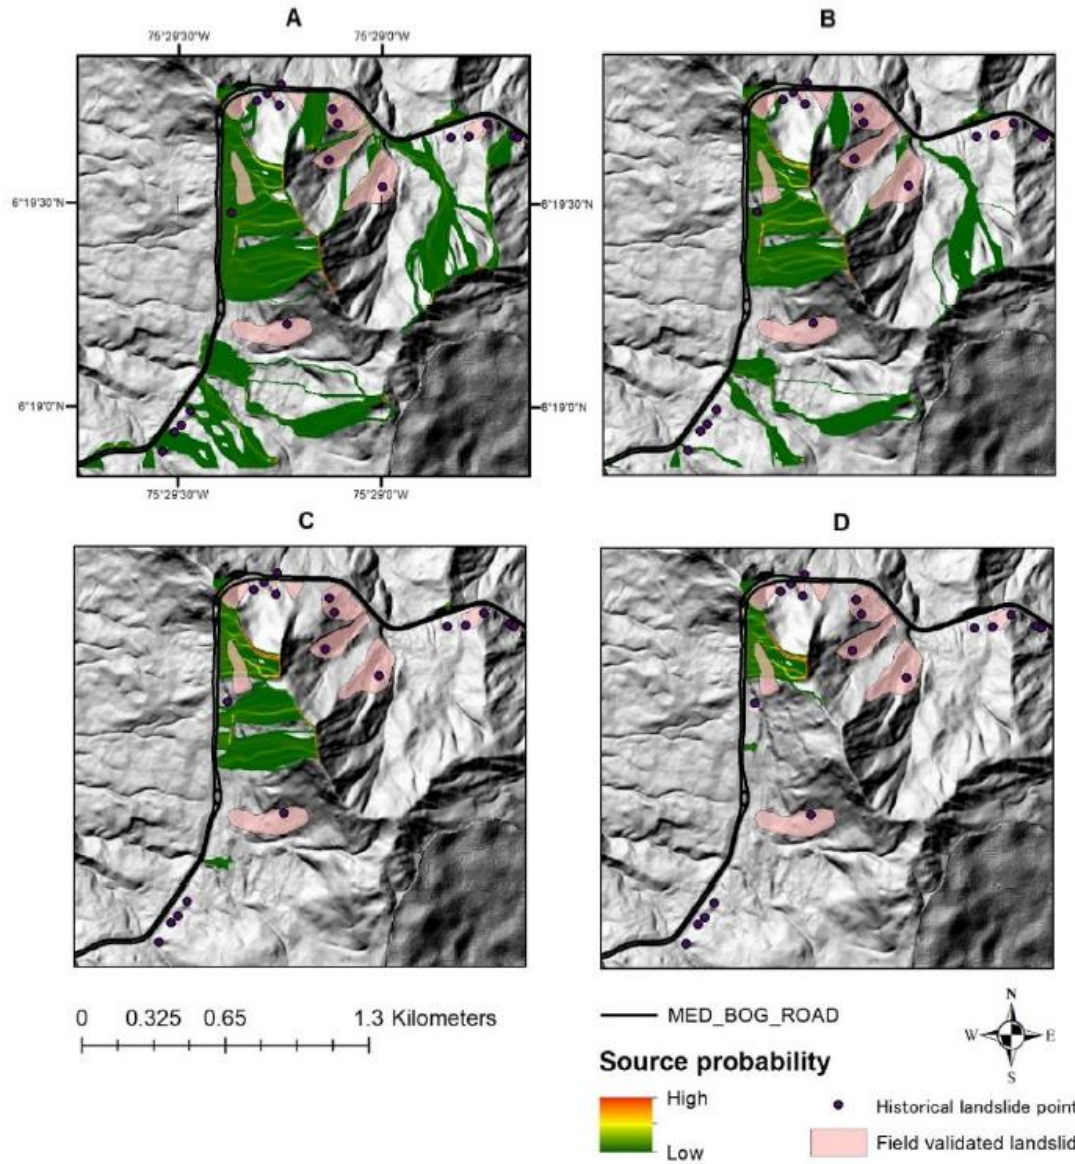 A
B
75°29'30"W
75°29'0"W
6°19'30"N
6°19'30"N
6°19'0"N
6°19'0"N
75°29'30"W
75°29'0"W
C
D
0 0.325 0.65 1.3 Kilometers
MED_BOG_ROAD
N
W E
S
Source probability
High
Low
Historical landslide point
Field validated landslid